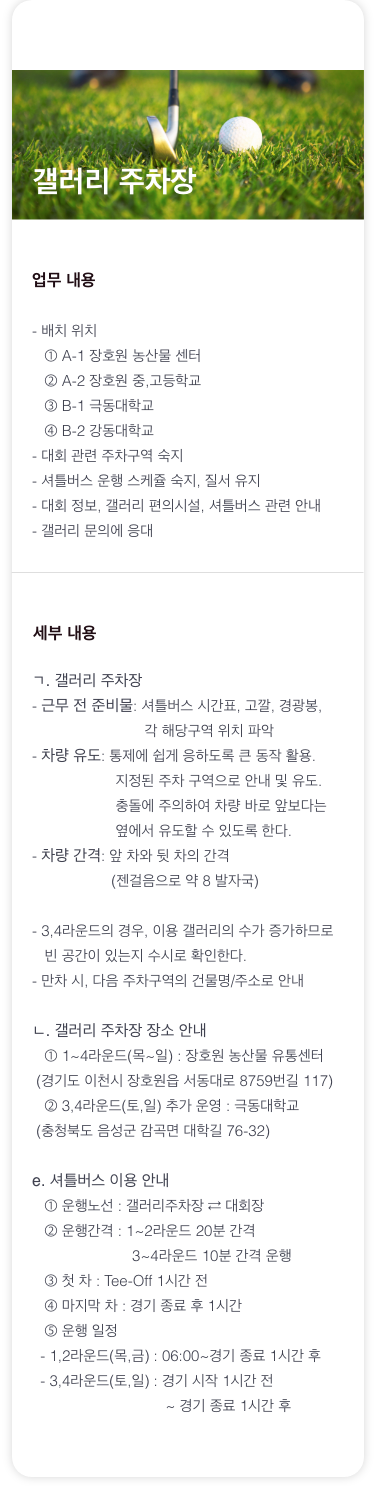 갤러리 주차장
업무 내용
- 배치 위치
① A-1 장호원 농산물 센터
② A-2 장호원 중,고등학교
③ B-1 극동대학교
④ B-2 강동대학교
- 대회 관련 주차구역 숙지
- 셔틀버스 운행 스케쥴 숙지, 질서 유지
- 대회 정보, 갤러리 편의시설, 셔틀버스 관련 안내
- 갤러리 문의에 응대
세부 내용
ㄱ. 갤러리 주차장
- 근무 전 준비물: 셔틀버스 시간표, 고깔, 경광봉,
각 해당구역 위치 파악
- 차량 유도: 통제에 쉽게 응하도록 큰 동작 활용.
지정된 주차 구역으로 안내 및 유도.
충돌에 주의하여 차량 바로 앞보다는
옆에서 유도할 수 있도록 한다.
- 차량 간격: 앞 차와 뒷 차의 간격
(젠걸음으로 약 8 발자국)
- 3,4라운드의 경우, 이용 갤러리의 수가 증가하므로
빈 공간이 있는지 수시로 확인한다.
- 만차 시, 다음 주차구역의 건물명/주소로 안내
ㄴ. 갤러리 주차장 장소 안내
① 1~4라운드(목~일) : 장호원 농산물 유통센터
(경기도 이천시 장호원읍 서동대로 8759번길 117)
② 3,4라운드(토,일) 추가 운영 : 극동대학교
(충청북도 음성군 감곡면 대학길 76-32)
e. 셔틀버스 이용 안내
① 운행노선 : 갤러리주차장 ⇄ 대회장
② 운행간격 : 1~2라운드 20분 간격
3~4라운드 10분 간격 운행
③ 첫 차 : Tee-Off 1시간 전
④ 마지막 차 : 경기 종료 후 1시간
⑤ 운행 일정
- 1,2라운드(목,금) : 06:00~경기 종료 1시간 후
- 3,4라운드(토,일) : 경기 시작 1시간 전
~ 경기 종료 1시간 후